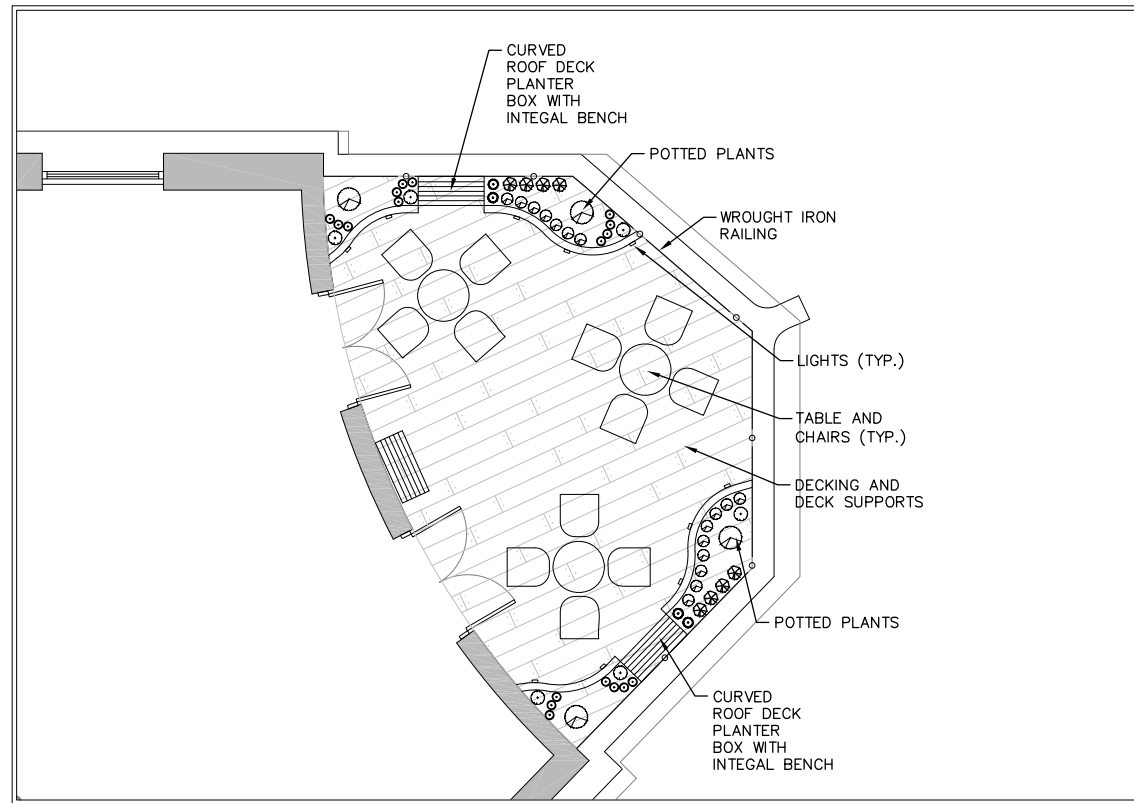 CURVED
ROOF DECK
PLANTER
BOX WITH
INTEGAL BENCH
POTTED PLANTS
WROUGHT IRON
RAILING
LIGHTS (TYP.)
TABLE AND
CHAIRS (TYP.)
DECKING AND
DECK SUPPORTS
POTTED PLANTS
CURVED
ROOF DECK
PLANTER
BOX WITH
INTEGAL BENCH